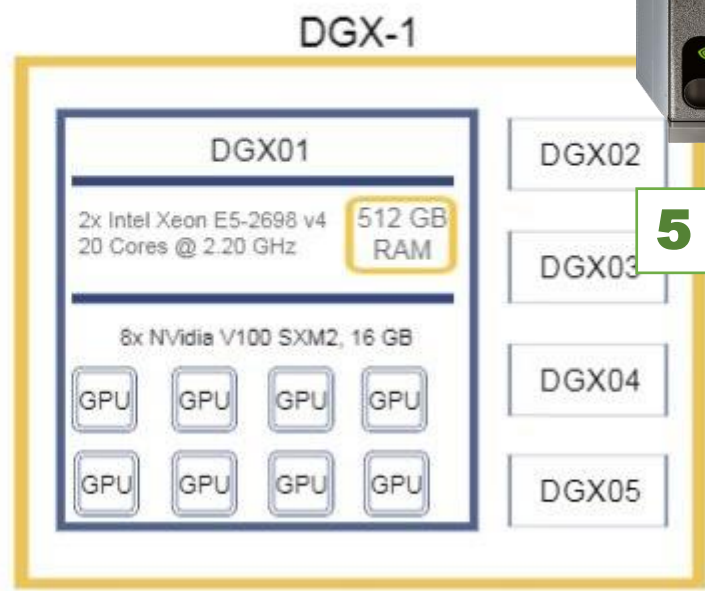 DGX-1
DGX01
2x Intel Xeon E5-2698 v4
20 Cores @ 2.20 GHz
512 GB
RAM
8x NVidia V100 SXM2, 16 GB
GPU GPU GPU GPU
GPU GPU GPU GPU
DGX02
DGX03
DGX04
DGX05
5